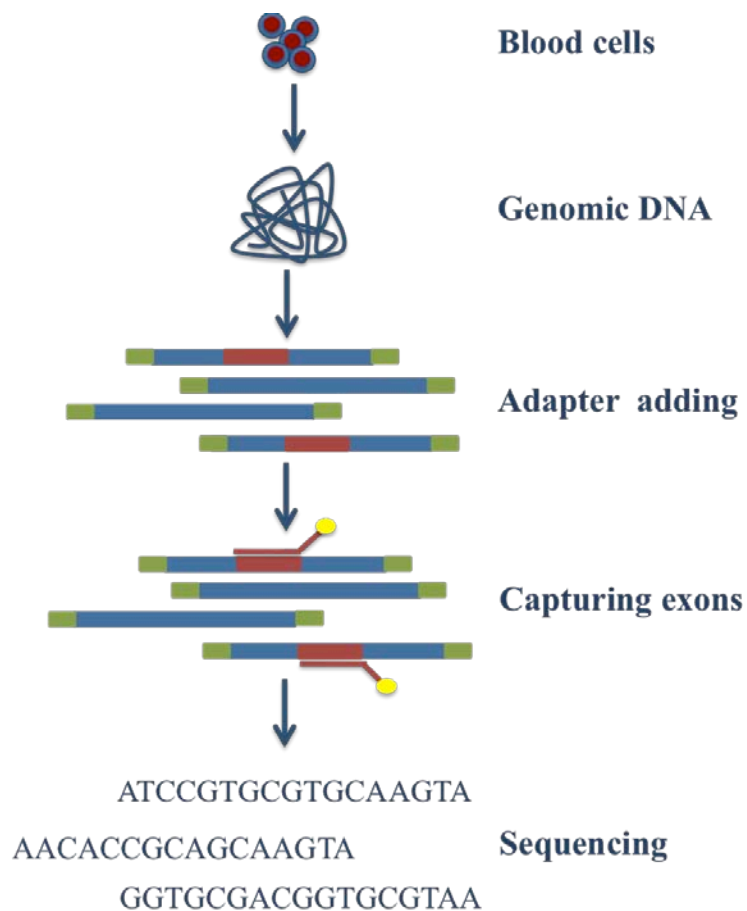 Blood cells
Genomic DNA
Adapter adding
Capturing exons
ATCCGTGCGTGCAAGTA
AACACCGCAGCAAGTA
Sequencing
GGTGCGACGGTGCGTAA